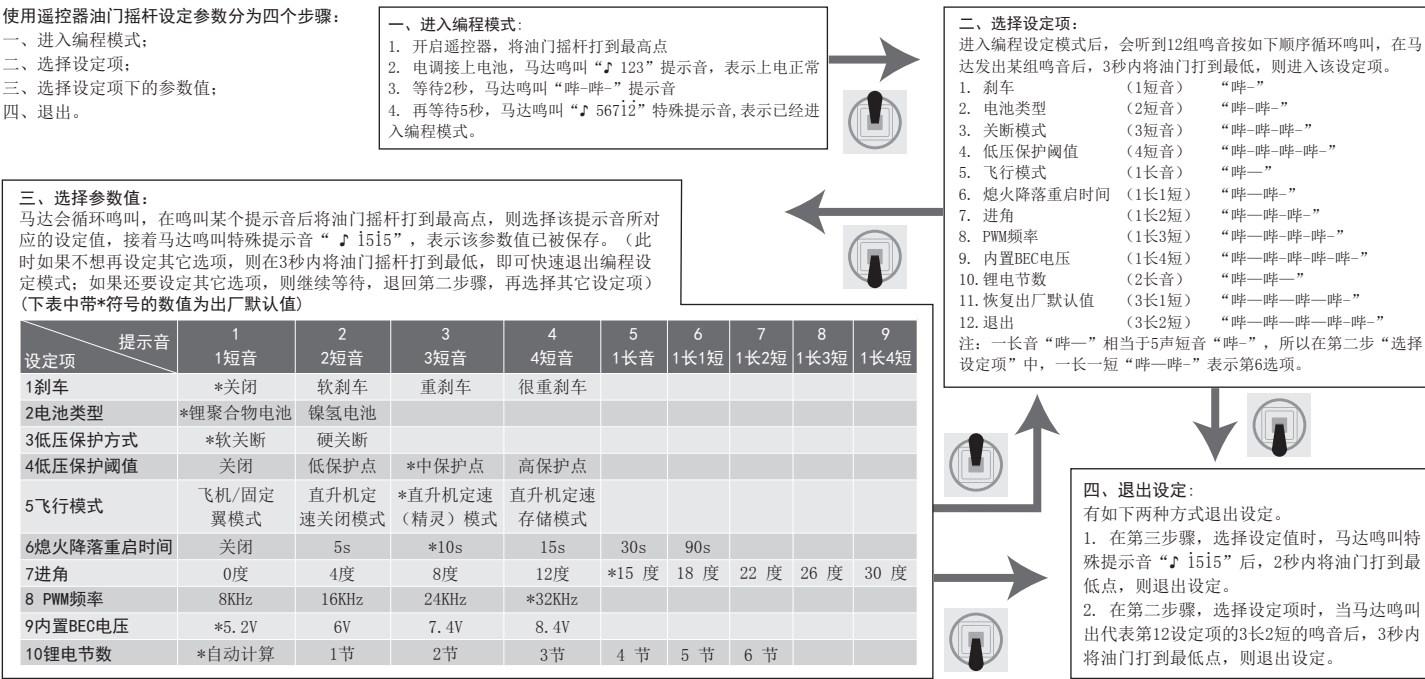 使用遥控器油门摇杆设定参数分为四个步骤：
一、进入编程模式；
二、选择设定项；
三、选择设定项下的参数值；
四、退出。
一、进入编程模式：
1. 开启遥控器，将油门摇杆打到最高点
2. 电调接上电池，马达鸣叫“♪ 123”提示音，表示上电正常
3. 等待2秒，马达鸣叫“哔-哔-”提示音
4. 再等待5秒，马达鸣叫“♪ 567i̇2̇”特殊提示音,表示已经进
入编程模式。
二、选择设定项：
进入编程设定模式后，会听到12组鸣音按如下顺序循环鸣叫，在马
达发出某组鸣音后，3秒内将油门打到最低，则进入该设定项。
1. 刹车 （1短音） “哔-”
2. 电池类型 （2短音） “哔-哔-”
3. 关断模式 （3短音） “哔-哔-哔-”
4. 低压保护阈值 （4短音） “哔-哔-哔-哔-”
5. 飞行模式 （1长音） “哔—”
6. 熄火降落重启时间 （1长1短） “哔—哔-”
7. 进角 （1长2短） “哔—哔-哔-”
8. PWM频率 （1长3短） “哔—哔-哔-哔-”
9. 内置BEC电压 （1长4短） “哔—哔-哔-哔-哔-”
10.锂电节数 （2长音） “哔—哔—”
11.恢复出厂默认值 （3长1短） “哔—哔—哔—哔-”
12.退出 （3长2短） “哔—哔—哔—哔-哔-”
注：一长音“哔—”相当于5声短音“哔-”，所以在第二步“选择
设定项”中，一长一短“哔—哔-”表示第6选项。
三、选择参数值：
马达会循环鸣叫，在鸣叫某个提示音后将油门摇杆打到最高点，则选择该提示音所对
应的设定值，接着马达鸣叫特殊提示音“ ♪ 1̇51̇5”，表示该参数值已被保存。（此
时如果不想再设定其它选项，则在3秒内将油门摇杆打到最低，即可快速退出编程设
定模式；如果还要设定其它选项，则继续等待，退回第二步骤，再选择其它设定项）
(下表中带*符号的数值为出厂默认值)
提示音 1 2 3 4 5 6 7 8 9
设定项 1短音 2短音 3短音 4短音 1长音 1长1短 1长2短 1长3短 1长4短
1刹车 *关闭 软刹车 重刹车 很重刹车
2电池类型 *锂聚合物电池 镍氢电池
3低压保护方式 *软关断 硬关断
4低压保护阈值 关闭 低保护点 *中保护点 高保护点
5飞行模式 飞机/固定 直升机定 *直升机定速 直升机定速
翼模式 速关闭模式 （精灵）模式 存储模式
6熄火降落重启时间 关闭 5s *10s 15s 30s 90s
7进角 0度 4度 8度 12度 *15 度 18 度 22 度 26 度 30 度
8 PWM频率 8KHz 16KHz 24KHz *32KHz
9内置BEC电压 *5.2V 6V 7.4V 8.4V
10锂电节数 *自动计算 1节 2节 3节 4 节 5 节 6 节
四、退出设定：
有如下两种方式退出设定。
1. 在第三步骤，选择设定值时，马达鸣叫特
殊提示音“♪ 1̇51̇5”后，2秒内将油门打到最
低点，则退出设定。
2. 在第二步骤，选择设定项时，当马达鸣叫
出代表第12设定项的3长2短的鸣音后，3秒内
将油门打到最低点，则退出设定。